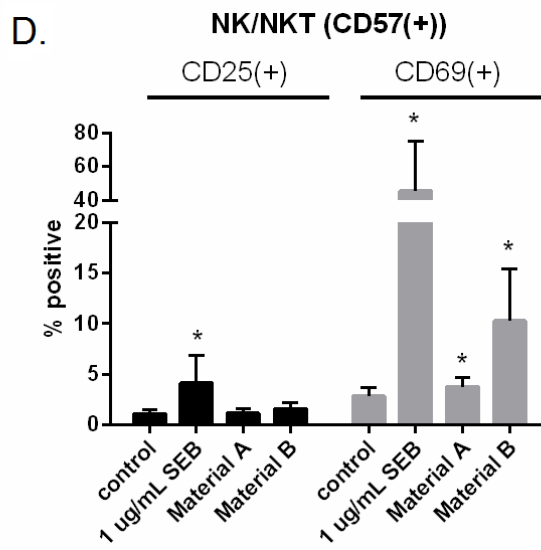 D.
NK/NKT (CD57(+))
CD25(+) CD69(+)
% positive
80
60
40
20
15
10
5
0
*
*
*
*
control
1 ug/mL SEB
Material A
Material B
control
1 ug/mL SEB
Material A
Material B